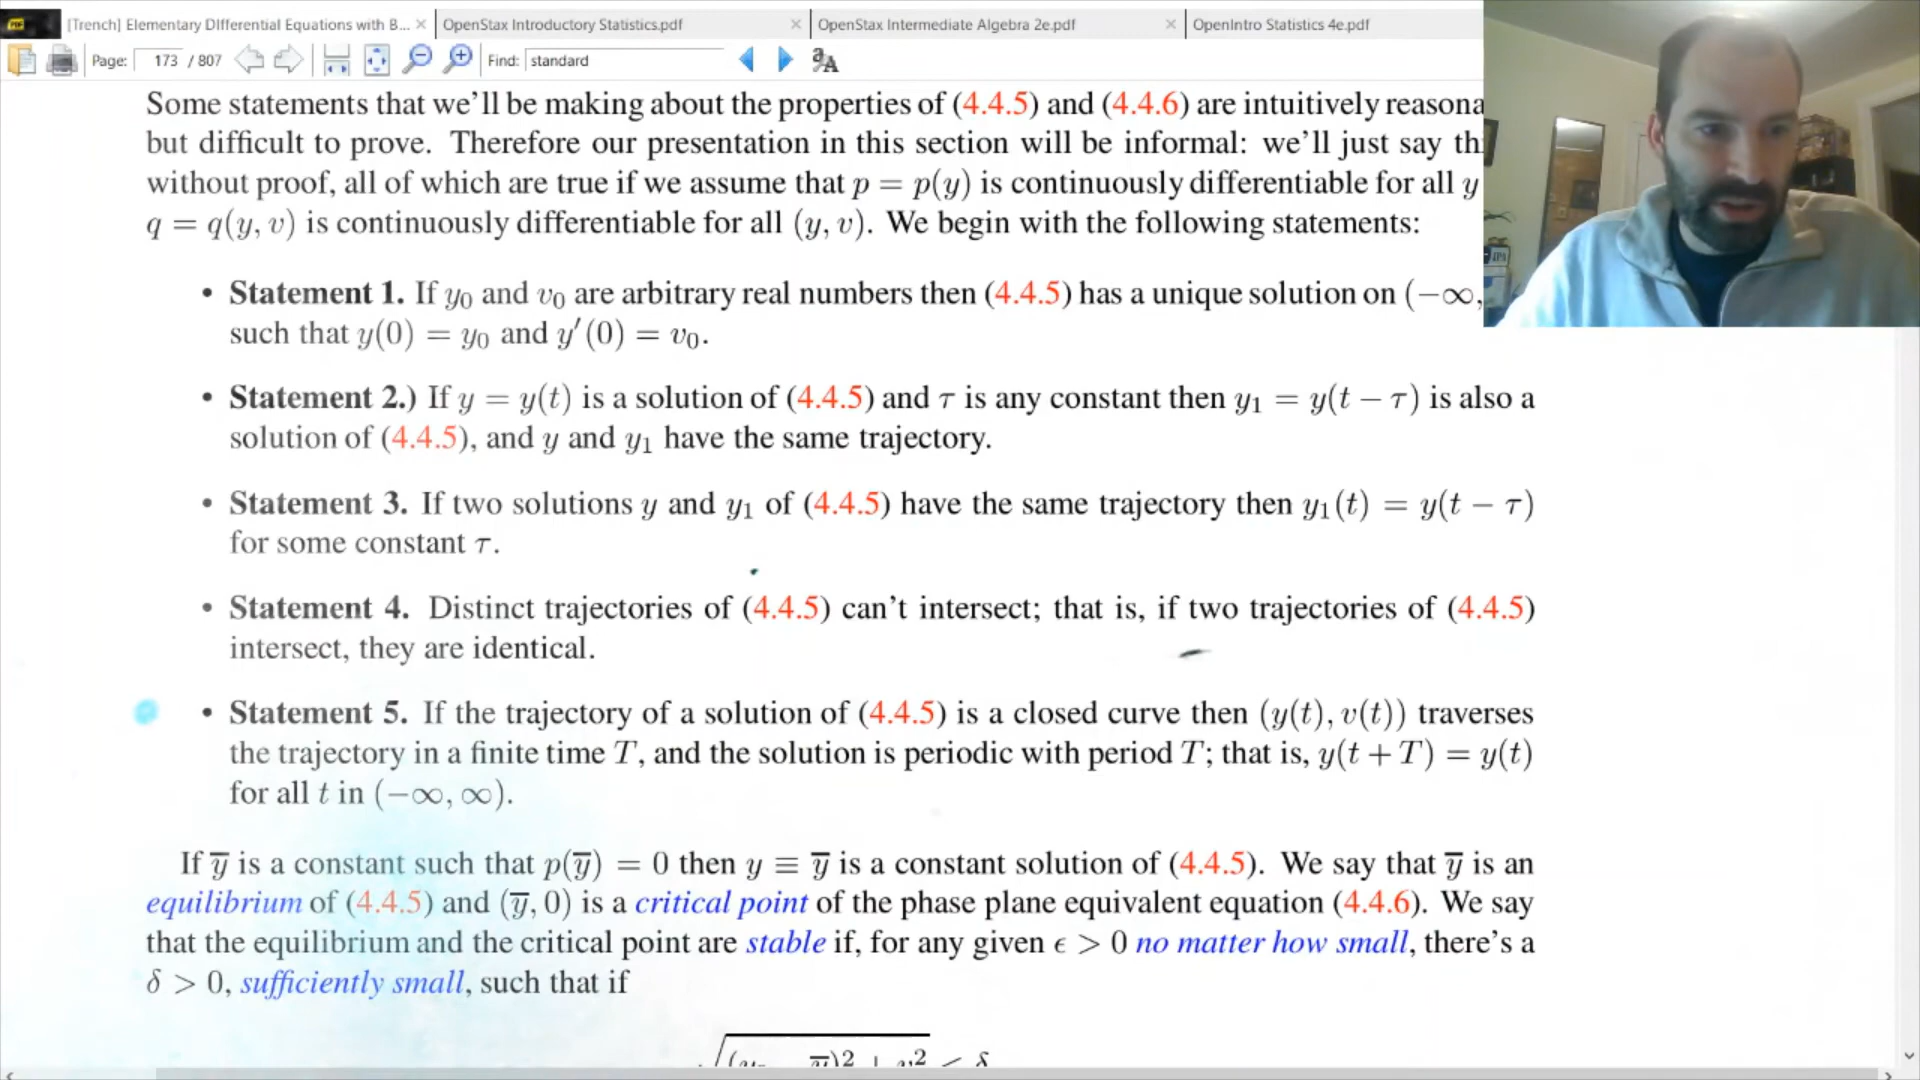 [Trench] Elementary Differential Equations with B... × OpenStax Introductory Statistics.pdf × OpenStax Intermediate Algebra 2e.pdf × OpenIntro Statistics 4e.pdf
Page: 173 / 807 Find: standard
Some statements that we'll be making about the properties of (4.4.5) and (4.4.6) are intuitively reasona
but difficult to prove. Therefore our presentation in this section will be informal: we'll just say th
without proof, all of which are true if we assume that p = p(y) is continuously differentiable for all y
q = q(y, v) is continuously differentiable for all (y, v). We begin with the following statements:
• Statement 1. If y₀ and v₀ are arbitrary real numbers then (4.4.5) has a unique solution on (−∞,
such that y(0) = y₀ and y′(0) = v₀.
• Statement 2.) If y = y(t) is a solution of (4.4.5) and τ is any constant then y₁ = y(t − τ) is also a
solution of (4.4.5), and y and y₁ have the same trajectory.
• Statement 3. If two solutions y and y₁ of (4.4.5) have the same trajectory then y₁(t) = y(t − τ)
for some constant τ.
• Statement 4. Distinct trajectories of (4.4.5) can't intersect; that is, if two trajectories of (4.4.5)
intersect, they are identical.
• Statement 5. If the trajectory of a solution of (4.4.5) is a closed curve then (y(t), v(t)) traverses
the trajectory in a finite time T, and the solution is periodic with period T; that is, y(t + T) = y(t)
for all t in (−∞, ∞).
If y̅ is a constant such that p(y̅) = 0 then y ≡ y̅ is a constant solution of (4.4.5). We say that y̅ is an
equilibrium of (4.4.5) and (y̅, 0) is a critical point of the phase plane equivalent equation (4.4.6). We say
that the equilibrium and the critical point are stable if, for any given ϵ > 0 no matter how small, there's a
δ > 0, sufficiently small, such that if